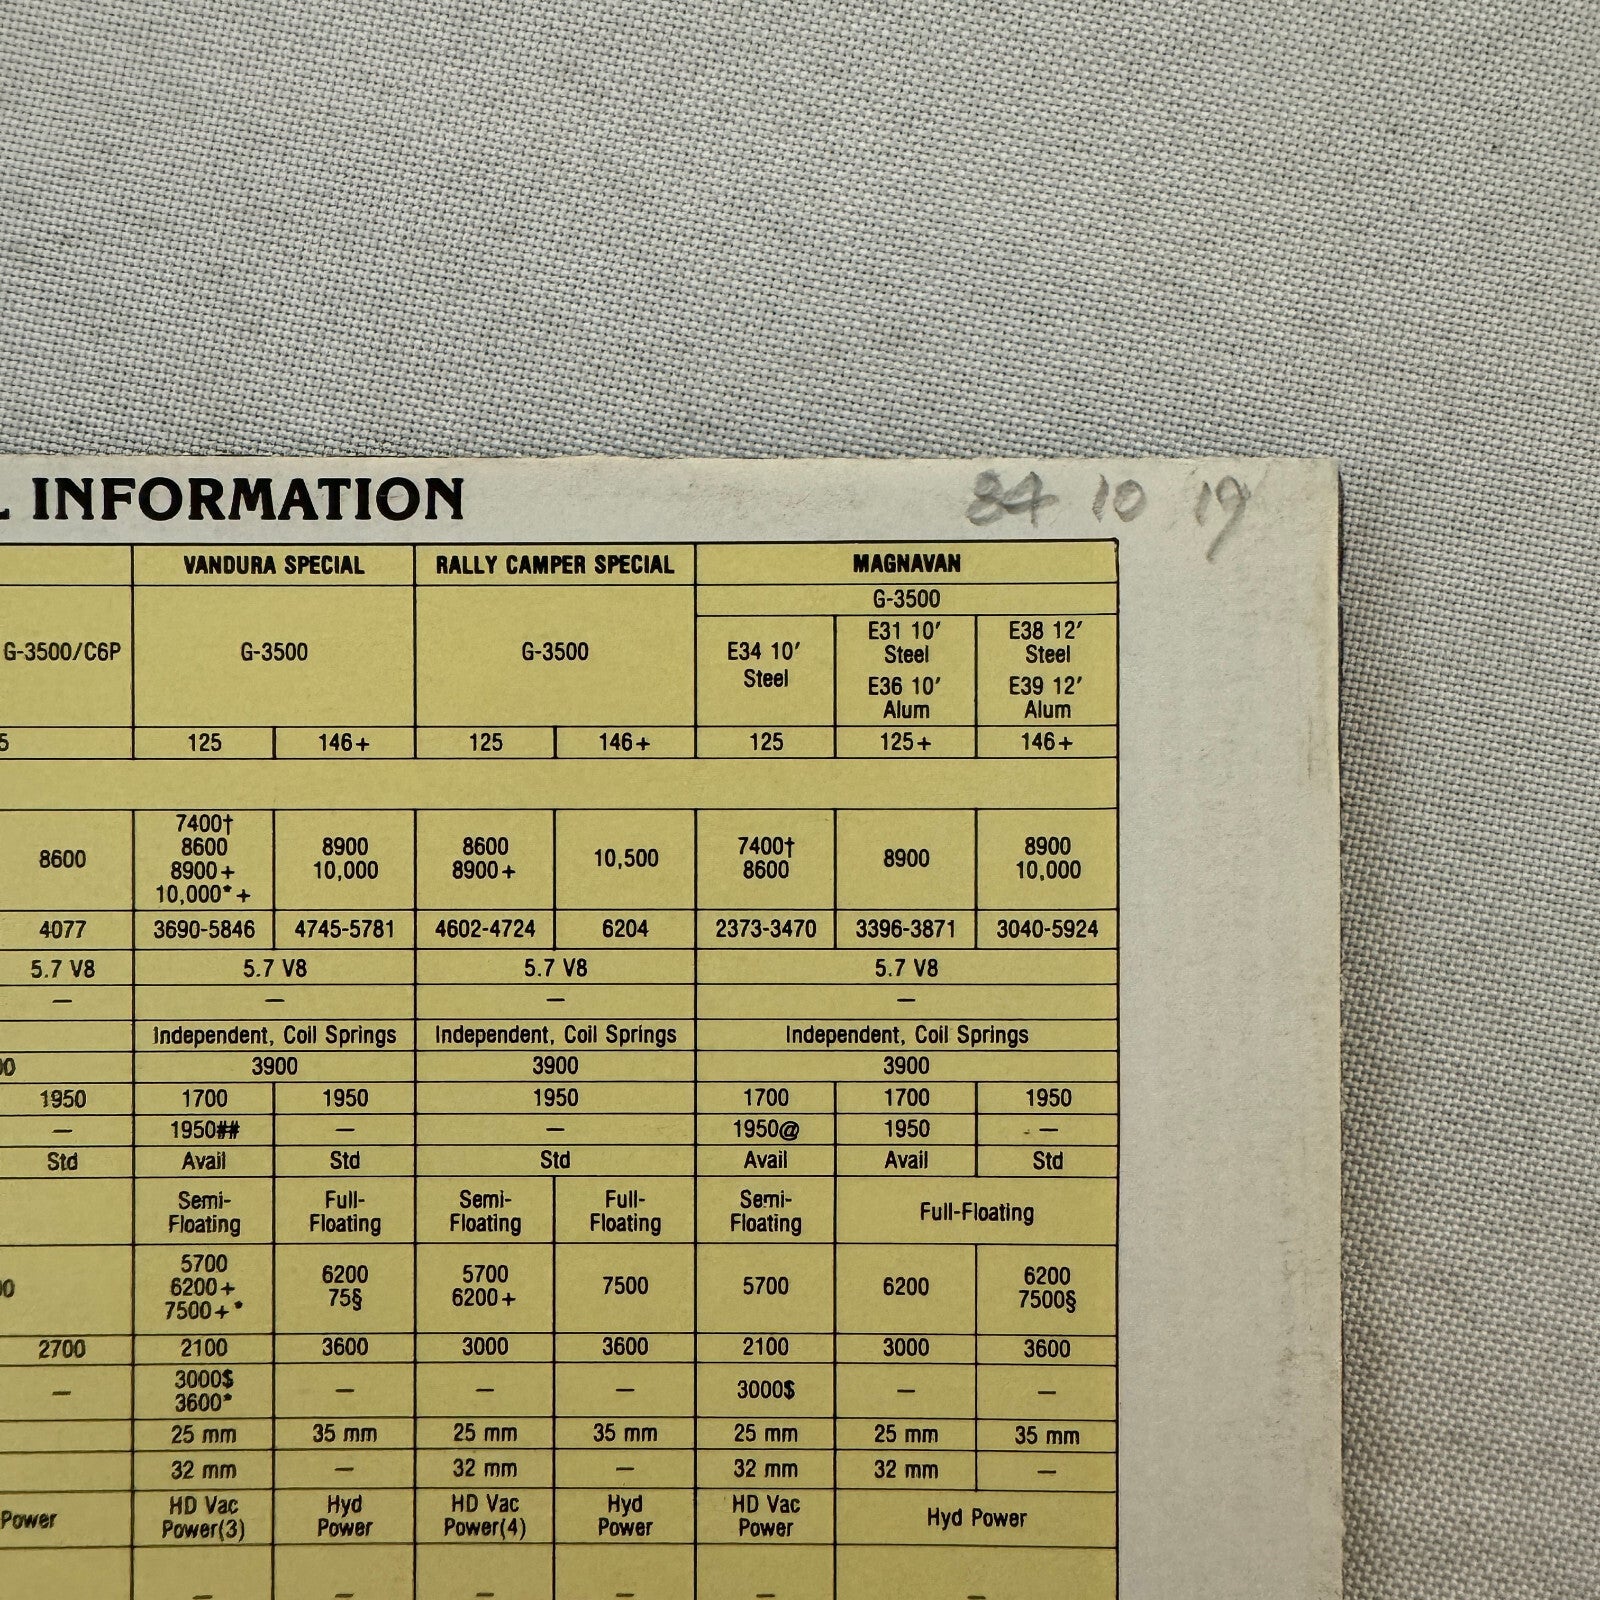 L INFORMATION 84 10 19
VANDURA SPECIAL RALLY CAMPER SPECIAL MAGNAVAN
G-3500/C6P G-3500 G-3500 G-3500
E34 10′ Steel E31 10′ Steel E36 10′ Alum E38 12′ Steel E39 12′ Alum
5 125 146+ 125 146+ 125 125+ 146+
8600 7400† 8600 8900+ 10,000*+ 8900 10,000 8600 8900+ 10,500 7400† 8600 8900 8900 10,000
4077 3690-5846 4745-5781 4602-4724 6204 2373-3470 3396-3871 3040-5924
5.7 V8 5.7 V8 5.7 V8 5.7 V8
— — — —
Independent, Coil Springs Independent, Coil Springs Independent, Coil Springs
00 3900 3900 3900
1950 1700 1950 1950 1700 1700 1950
— 1950## — — 1950@ 1950 —
Std Avail Std Std Avail Avail Std
Semi-Floating Full-Floating Semi-Floating Full-Floating Semi-Floating Full-Floating
00 5700 6200+ 7500+* 6200 75§ 5700 6200+ 7500 5700 6200 6200 7500§
2700 2100 3600 3000 3600 2100 3000 3600
— 3000$ 3600* — — — 3000$ — —
25 mm 35 mm 25 mm 35 mm 25 mm 25 mm 35 mm
32 mm — 32 mm — 32 mm 32 mm —
Power HD Vac Power(3) Hyd Power HD Vac Power(4) Hyd Power HD Vac Power Hyd Power
— — — — — —